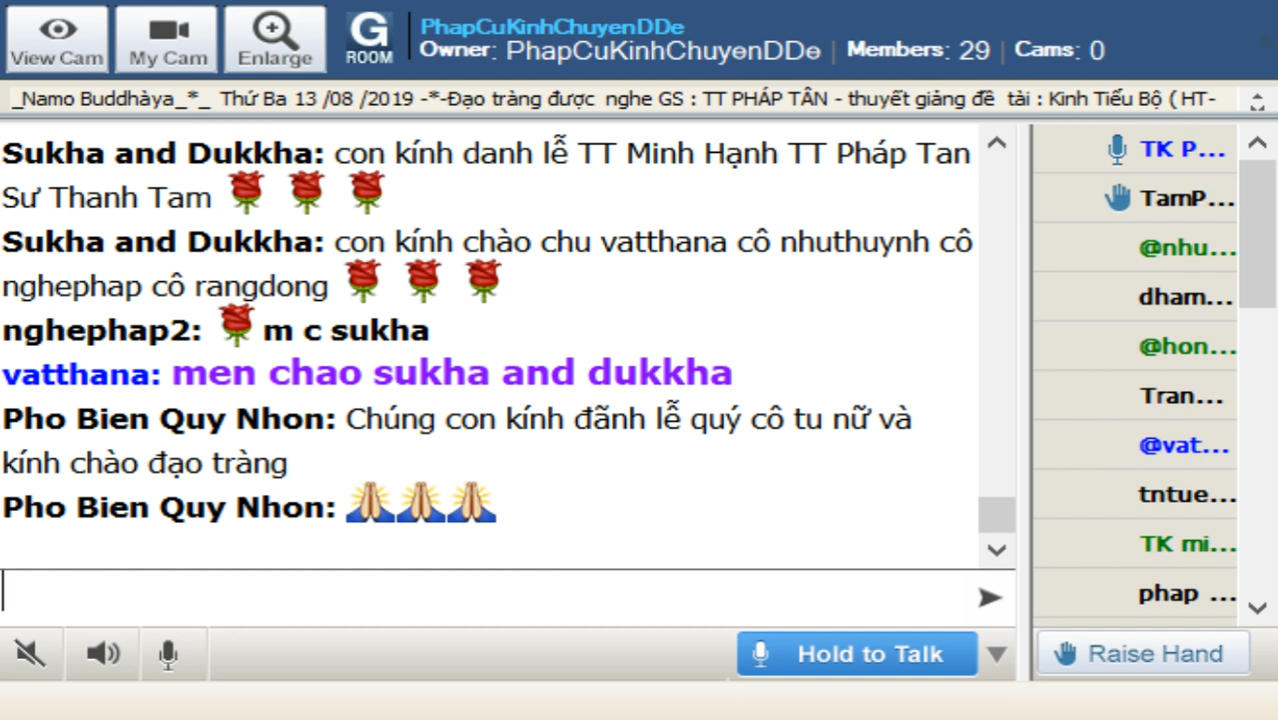 PhapCuKinhChuyenDDe
View Cam My Cam Enlarge G ROOM Owner: PhapCuKinhChuyenDDe | Members: 29 | Cams: 0
_Namo Buddhàya_*_ Thứ Ba 13 /08 /2019 -*-Đạo tràng được nghe GS : TT PHÁP TÂN - thuyết giảng đề tài : Kinh Tiểu Bộ ( HT-
Sukha and Dukkha: con kính danh lễ TT Minh Hạnh TT Pháp Tan
Sư Thanh Tam
Sukha and Dukkha: con kính chào chu vatthana cô nhuthuynh cô
nghephap cô rangdong
nghephap2: m c sukha
vatthana: men chao sukha and dukkha
Pho Bien Quy Nhon: Chúng con kính đãnh lễ quý cô tu nữ và
kính chào đạo tràng
Pho Bien Quy Nhon:
TK P...
TamP...
@nhu...
dham...
@hon...
Tran...
@vat...
tntue...
TK mi...
phap ...
Hold to Talk
Raise Hand